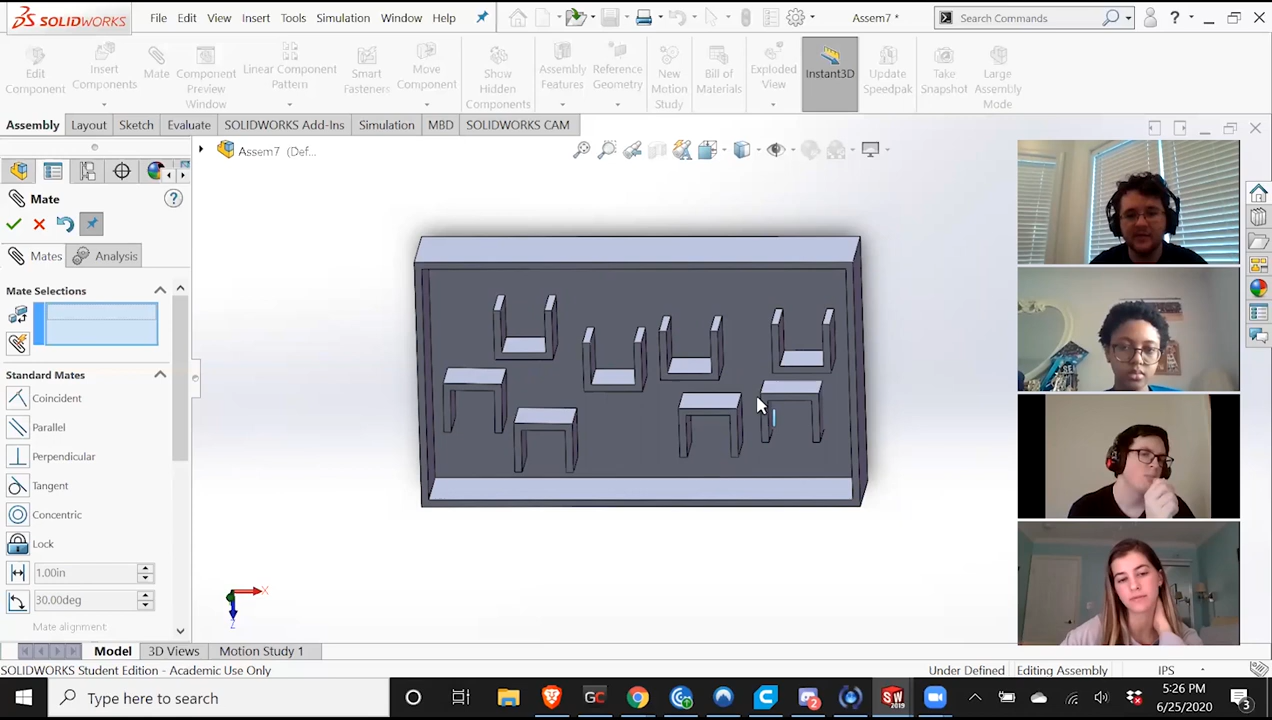 SOLIDWORKS File Edit View Insert Tools Simulation Window Help Assem7 * Search Commands ?
Edit Component
Insert Components
Mate
Component Preview Window
Linear Component Pattern
Smart Fasteners
Move Component
Show Hidden Components
Assembly Features
Reference Geometry
New Motion Study
Bill of Materials
Exploded View
Instant3D
Update Speedpak
Take Snapshot
Large Assembly Mode
Assembly Layout Sketch Evaluate SOLIDWORKS Add-Ins Simulation MBD SOLIDWORKS CAM
Assem7 (Def...
Mate ?
Mates Analysis
Mate Selections
Standard Mates
Coincident
Parallel
Perpendicular
Tangent
Concentric
Lock
1.00in
30.00deg
Mate alignment
X
Z
Model 3D Views Motion Study 1
SOLIDWORKS Student Edition - Academic Use Only Under Defined Editing Assembly IPS
Type here to search GC 2 SW 2019 5:26 PM
6/25/2020 3